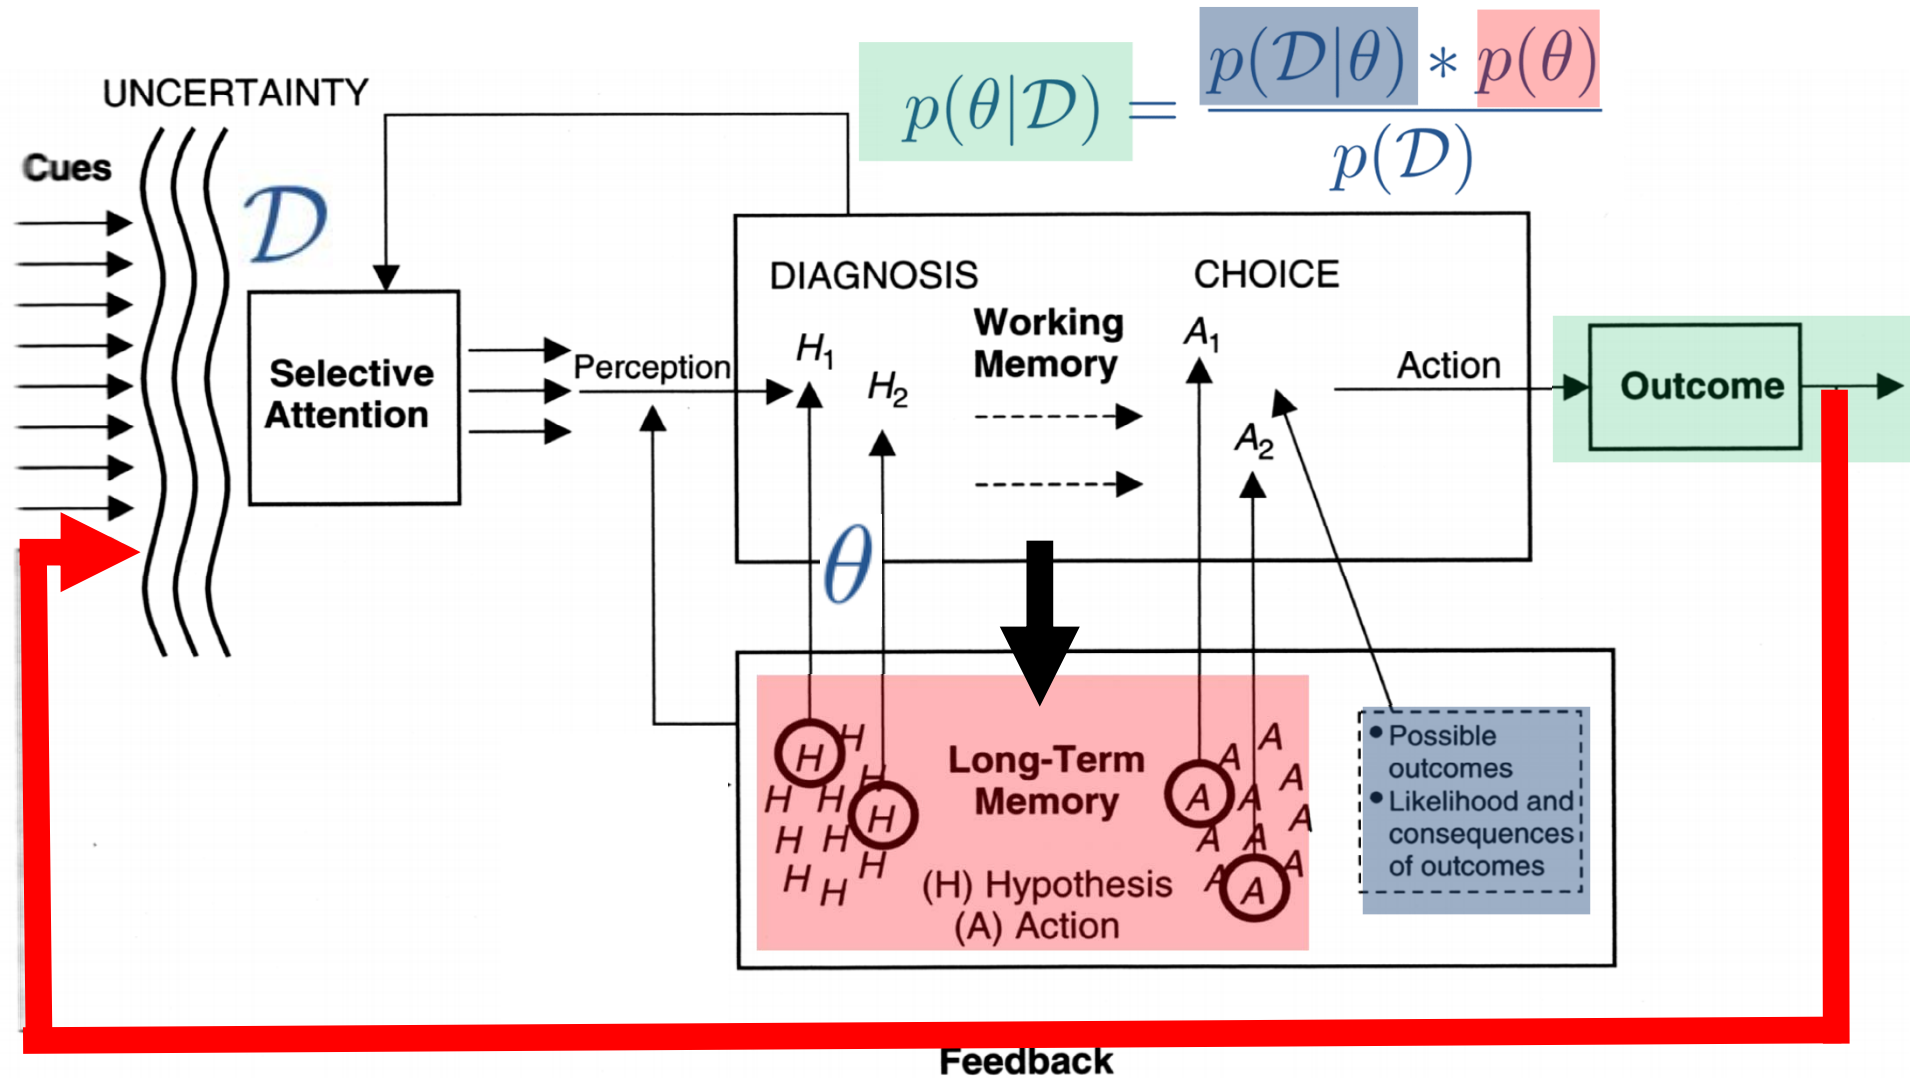 p(θ|𝒟) = p(𝒟|θ) * p(θ)
p(𝒟)
UNCERTAINTY
Cues
𝒟
DIAGNOSIS
CHOICE
Working
Memory
H1
H2
A1
A2
Selective
Attention
Perception
Action
Outcome
θ
H H H H H H H H H H H
Long-Term
Memory
(H) Hypothesis
(A) Action
A A A A A A A A A A A
• Possible
outcomes
• Likelihood and
consequences
of outcomes
Feedback